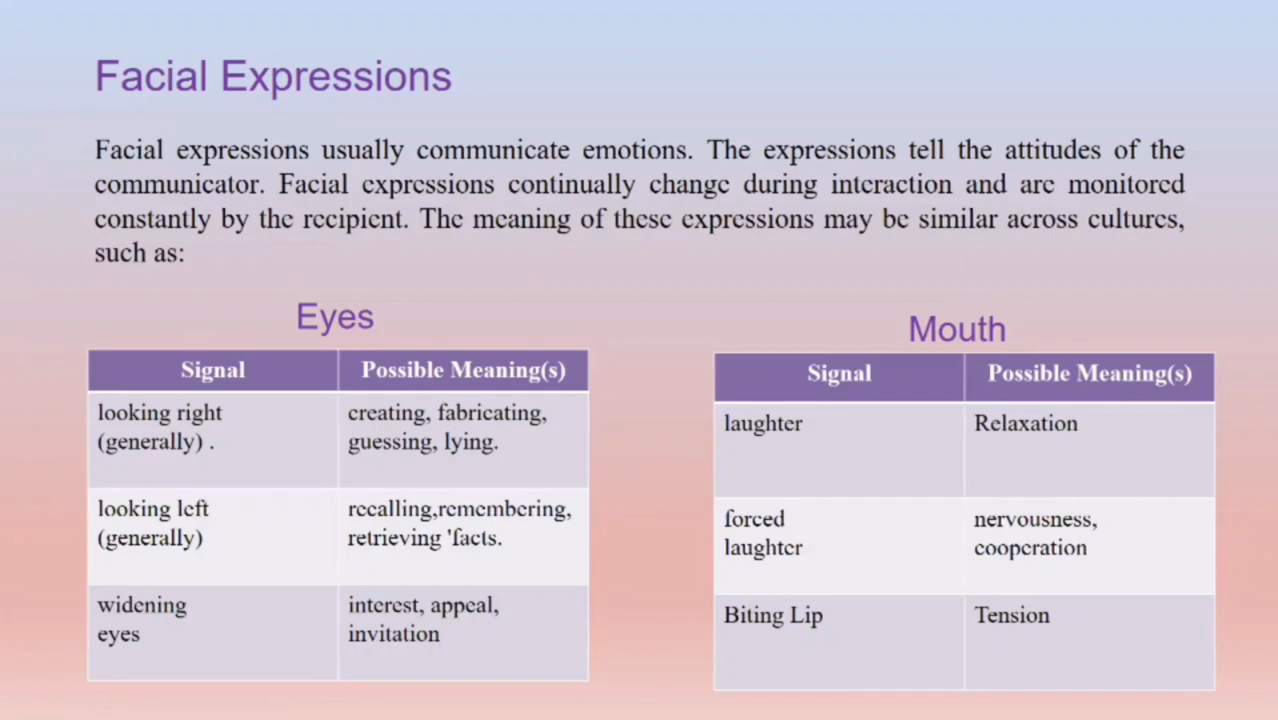 Facial Expressions
Facial expressions usually communicate emotions. The expressions tell the attitudes of the
communicator. Facial expressions continually change during interaction and are monitored
constantly by the recipient. The meaning of these expressions may be similar across cultures,
such as:
Eyes
Signal Possible Meaning(s)
looking right creating, fabricating,
(generally) . guessing, lying.
looking left recalling,remembering,
(generally) retrieving 'facts.
widening interest, appeal,
eyes invitation
Mouth
Signal Possible Meaning(s)
laughter Relaxation
forced nervousness,
laughter cooperation
Biting Lip Tension